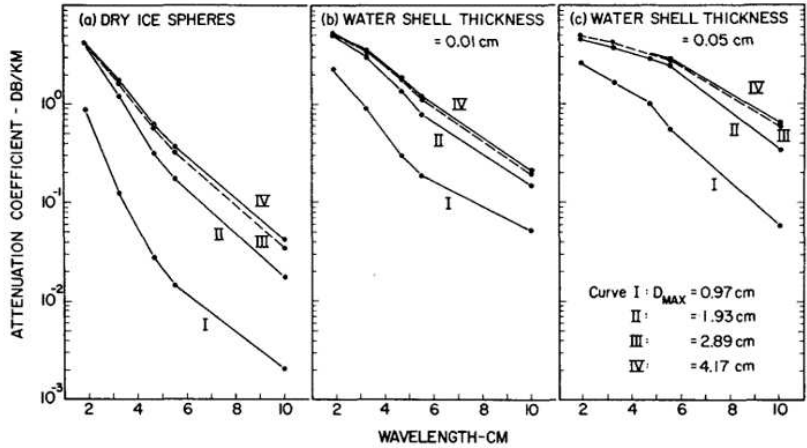 (a) DRY ICE SPHERES
(b) WATER SHELL THICKNESS
= 0.01 cm
(c) WATER SHELL THICKNESS
= 0.05 cm
ATTENUATION COEFFICIENT - DB/KM
10⁰
10⁻¹
10⁻²
10⁻³
IV
III
II
I
IV
II
I
IV
III
II
I
Curve I : D_MAX = 0.97 cm
II : = 1.93 cm
III : = 2.89 cm
IV : = 4.17 cm
2 4 6 8 10
2 4 6 8 10
2 4 6 8 10
WAVELENGTH-CM